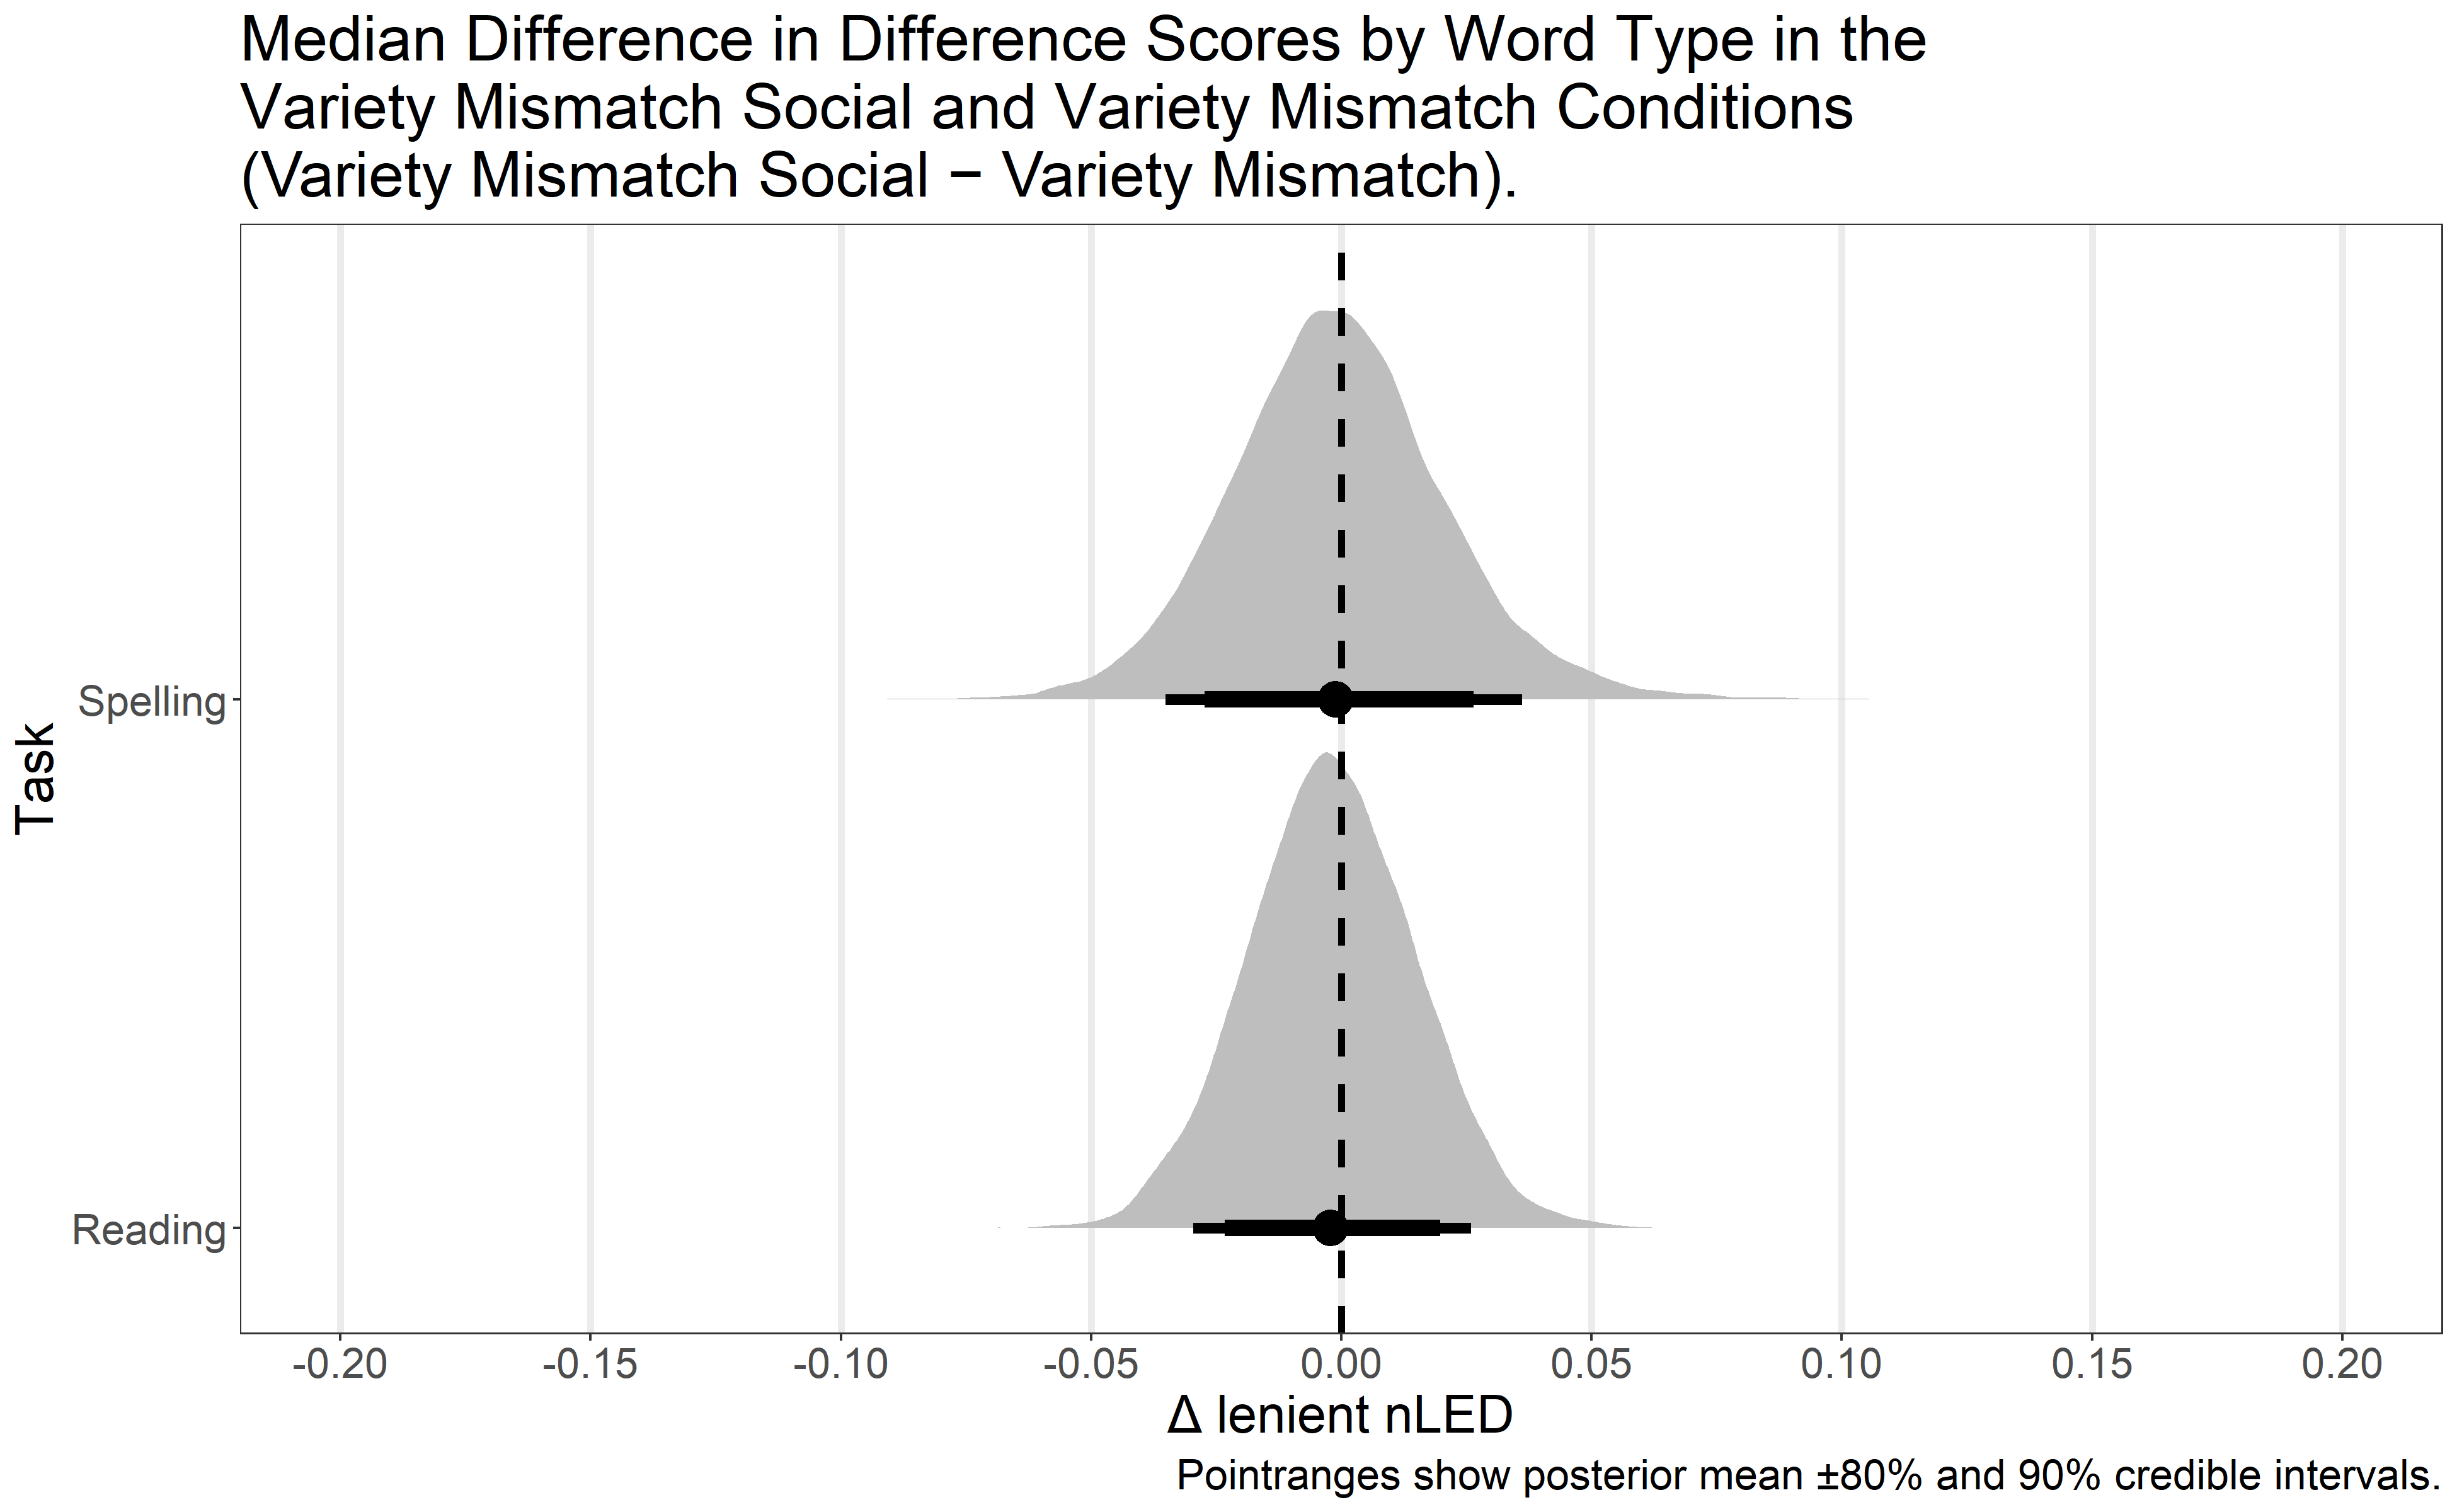 Median Difference in Difference Scores by Word Type in the
Variety Mismatch Social and Variety Mismatch Conditions
(Variety Mismatch Social − Variety Mismatch).
Task
Spelling
Reading
-0.20 -0.15 -0.10 -0.05 0.00 0.05 0.10 0.15 0.20
Δ lenient nLED
Pointranges show posterior mean ±80% and 90% credible intervals.